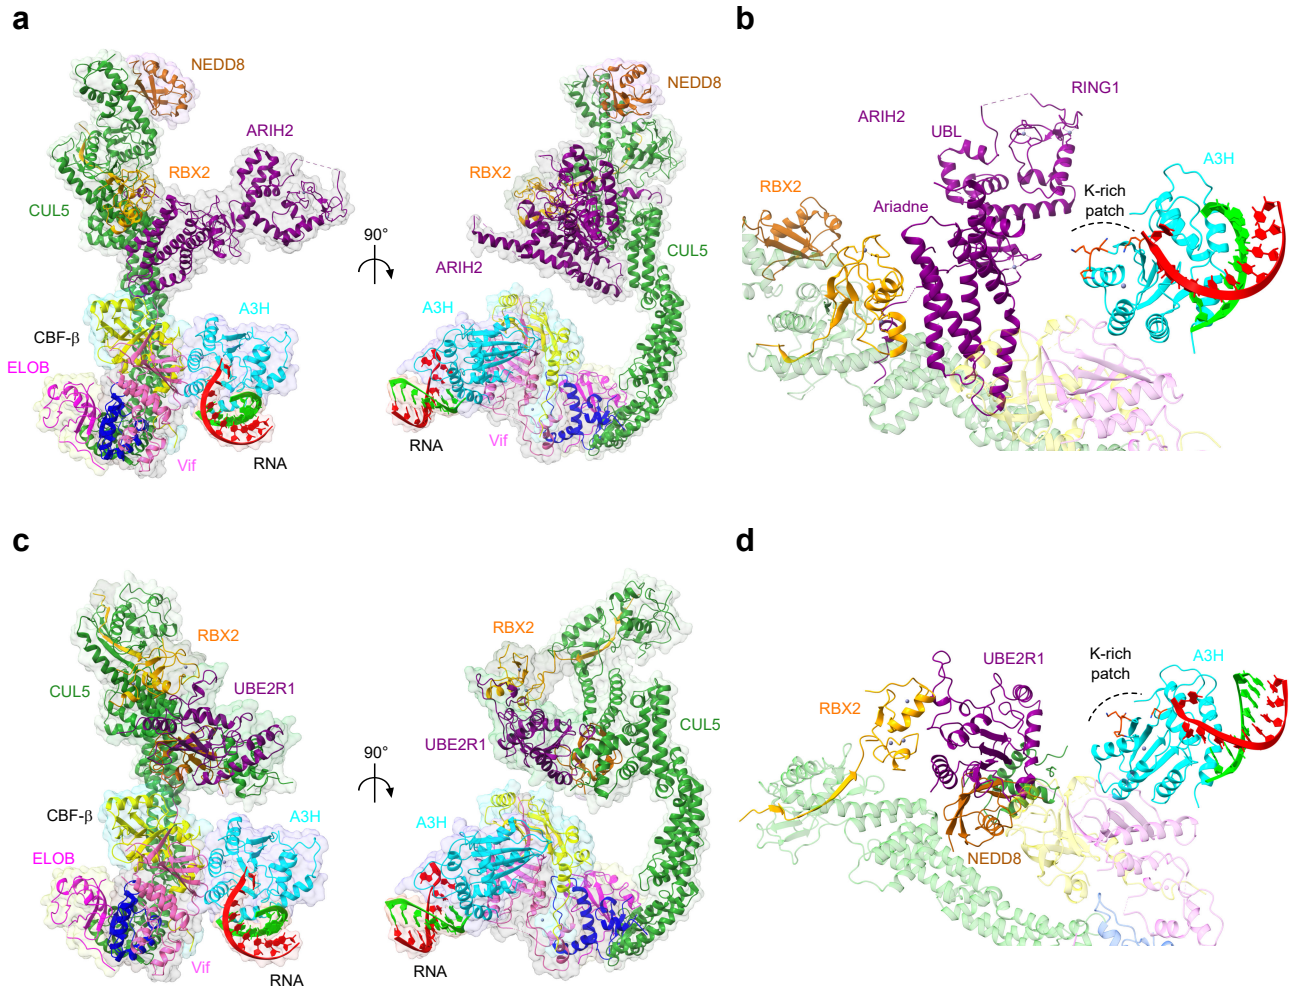 a
NEDD8
ARIH2
RBX2
CUL5
CBF-β
A3H
ELOB
Vif
RNA
90°
NEDD8
RBX2
CUL5
ARIH2
A3H
RNA
Vif
b
RING1
ARIH2
UBL
A3H
RBX2
K-rich
patch
Ariadne
c
RBX2
CUL5
UBE2R1
CBF-β
A3H
ELOB
Vif
RNA
90°
RBX2
CUL5
UBE2R1
A3H
RNA
d
UBE2R1
K-rich
patch
A3H
RBX2
NEDD8